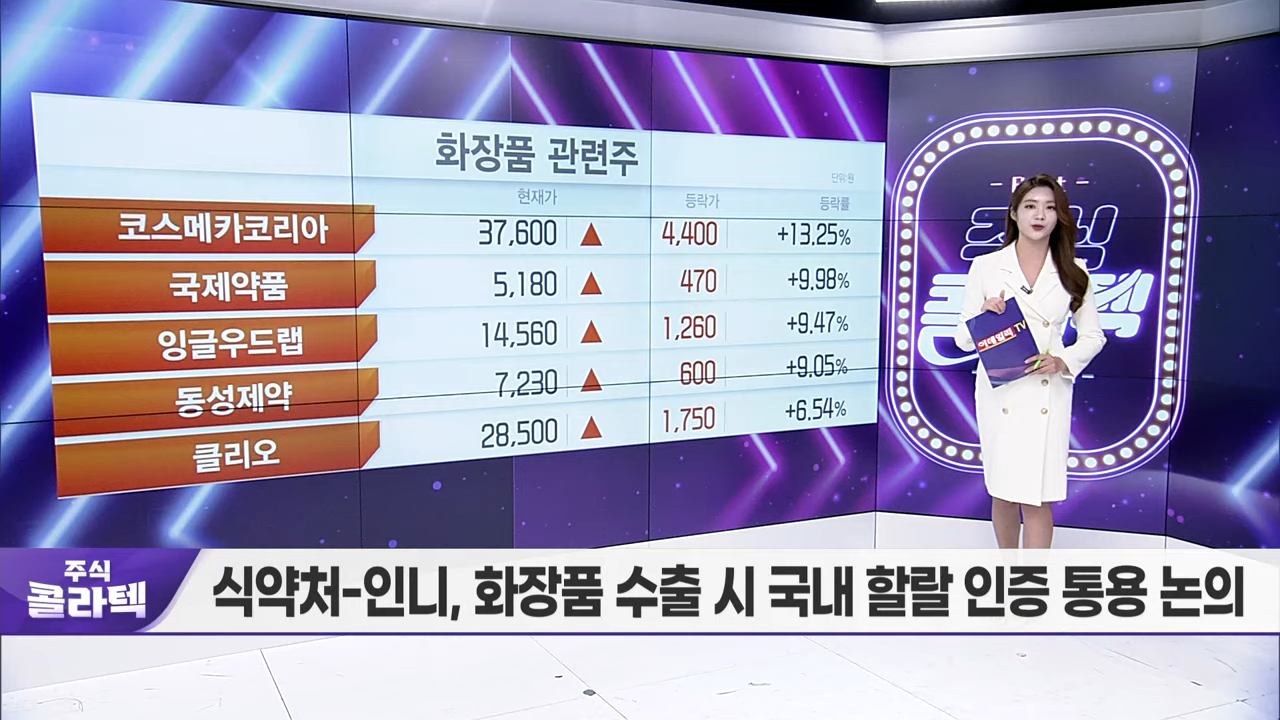 화장품 관련주
단위:원
현재가 등락가 등락률
코스메카코리아 37,600 ▲ 4,400 +13.25%
국제약품 5,180 ▲ 470 +9.98%
잉글우드랩 14,560 ▲ 1,260 +9.47%
동성제약 7,230 ▲ 600 +9.05%
클리오 28,500 ▲ 1,750 +6.54%
이데일리 TV
주식
콜라텍
식약처-인니, 화장품 수출 시 국내 할랄 인증 통용 논의